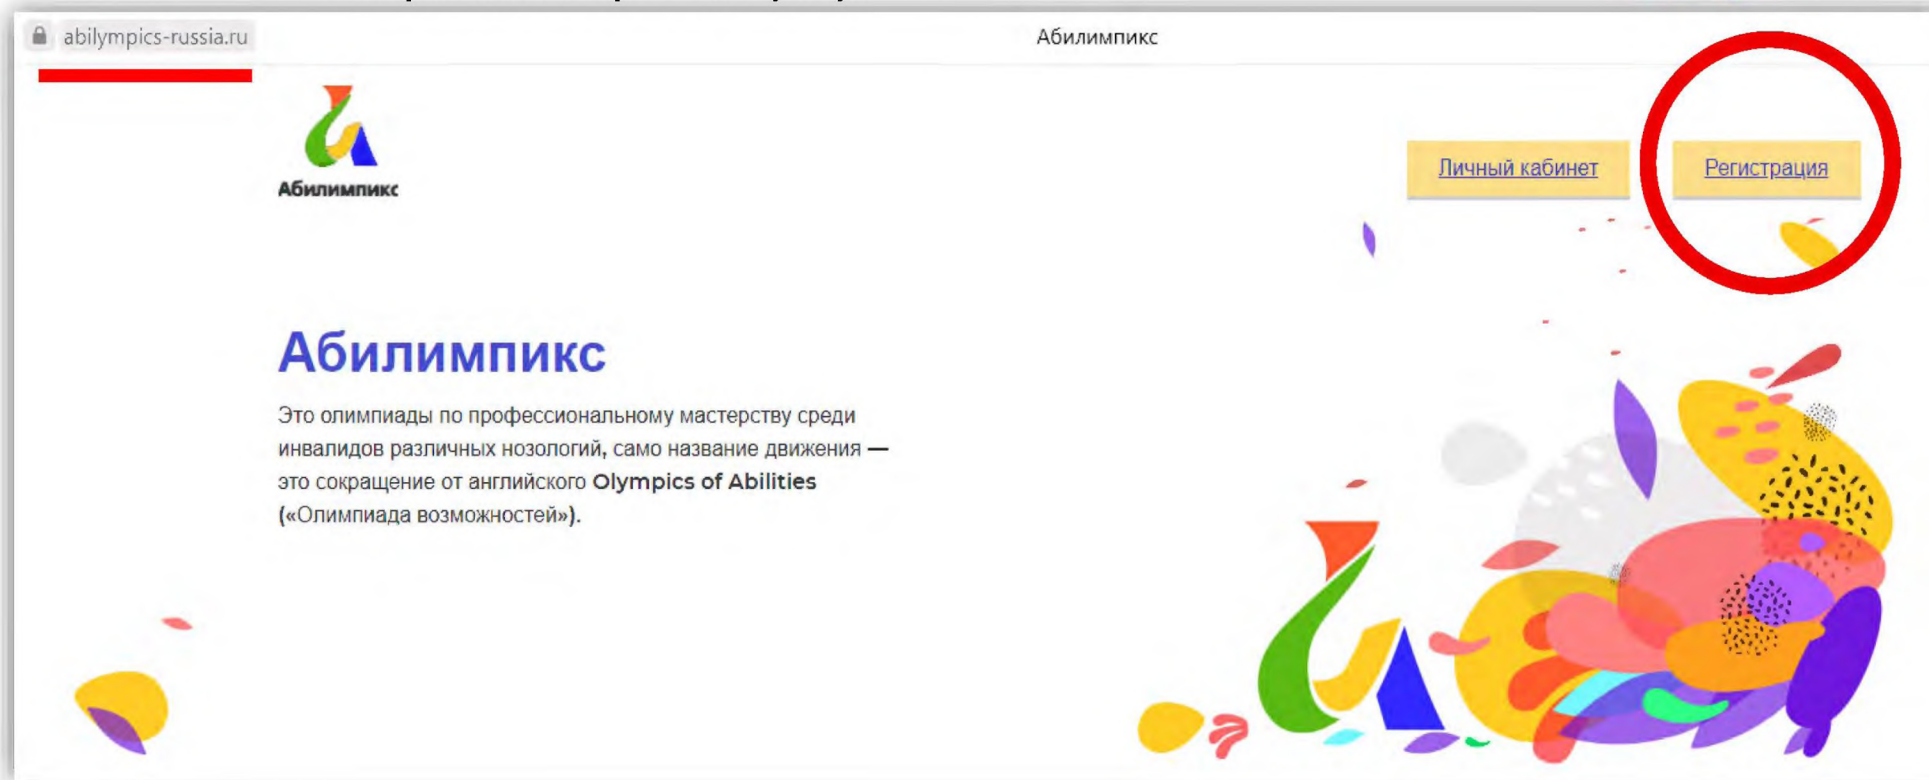 abilympics-russia.ru
Абилимпикс
Абилимпикс
Личный кабинет
Регистрация
Абилимпикс
Это олимпиады по профессиональному мастерству среди
инвалидов различных нозологий, само название движения —
это сокращение от английского Olympics of Abilities
(«Олимпиада возможностей»).